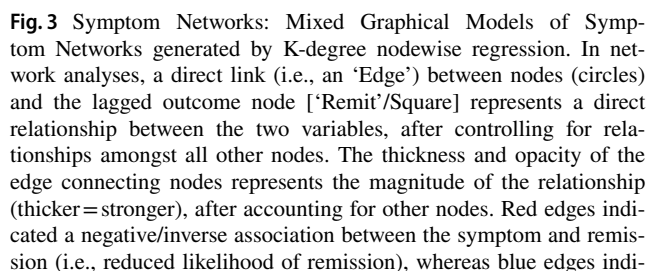 Fig. 3 Symptom Networks: Mixed Graphical Models of Symp-
tom Networks generated by K-degree nodewise regression. In net-
work analyses, a direct link (i.e., an ‘Edge’) between nodes (circles)
and the lagged outcome node [‘Remit’/Square] represents a direct
relationship between the two variables, after controlling for rela-
tionships amongst all other nodes. The thickness and opacity of the
edge connecting nodes represents the magnitude of the relationship
(thicker = stronger), after accounting for other nodes. Red edges indi-
cated a negative/inverse association between the symptom and remis-
sion (i.e., reduced likelihood of remission), whereas blue edges indi-